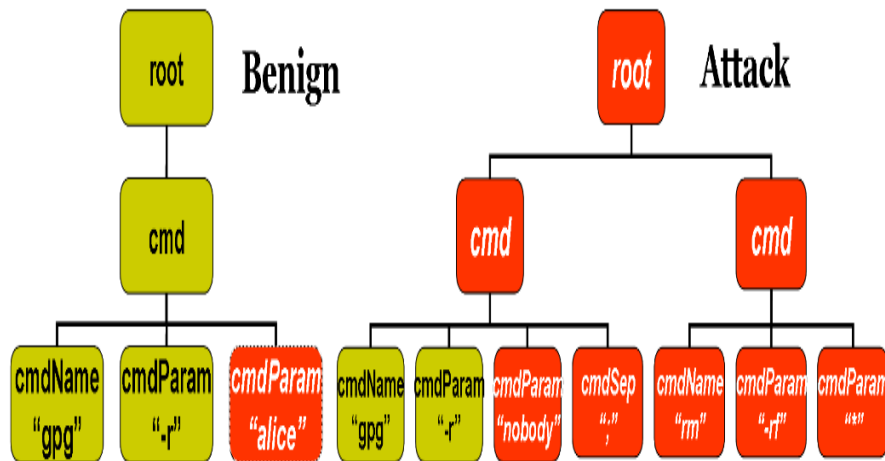 root
Benign
cmd
cmdName
“gpg”
cmdParam
“-r”
cmdParam
“alice”
root
Attack
cmd
cmd
cmdName
“gpg”
cmdParam
“-r”
cmdParam
“nobody”
cmdSep
“;”
cmdName
“rm”
cmdParam
“-rf”
cmdParam
“*”